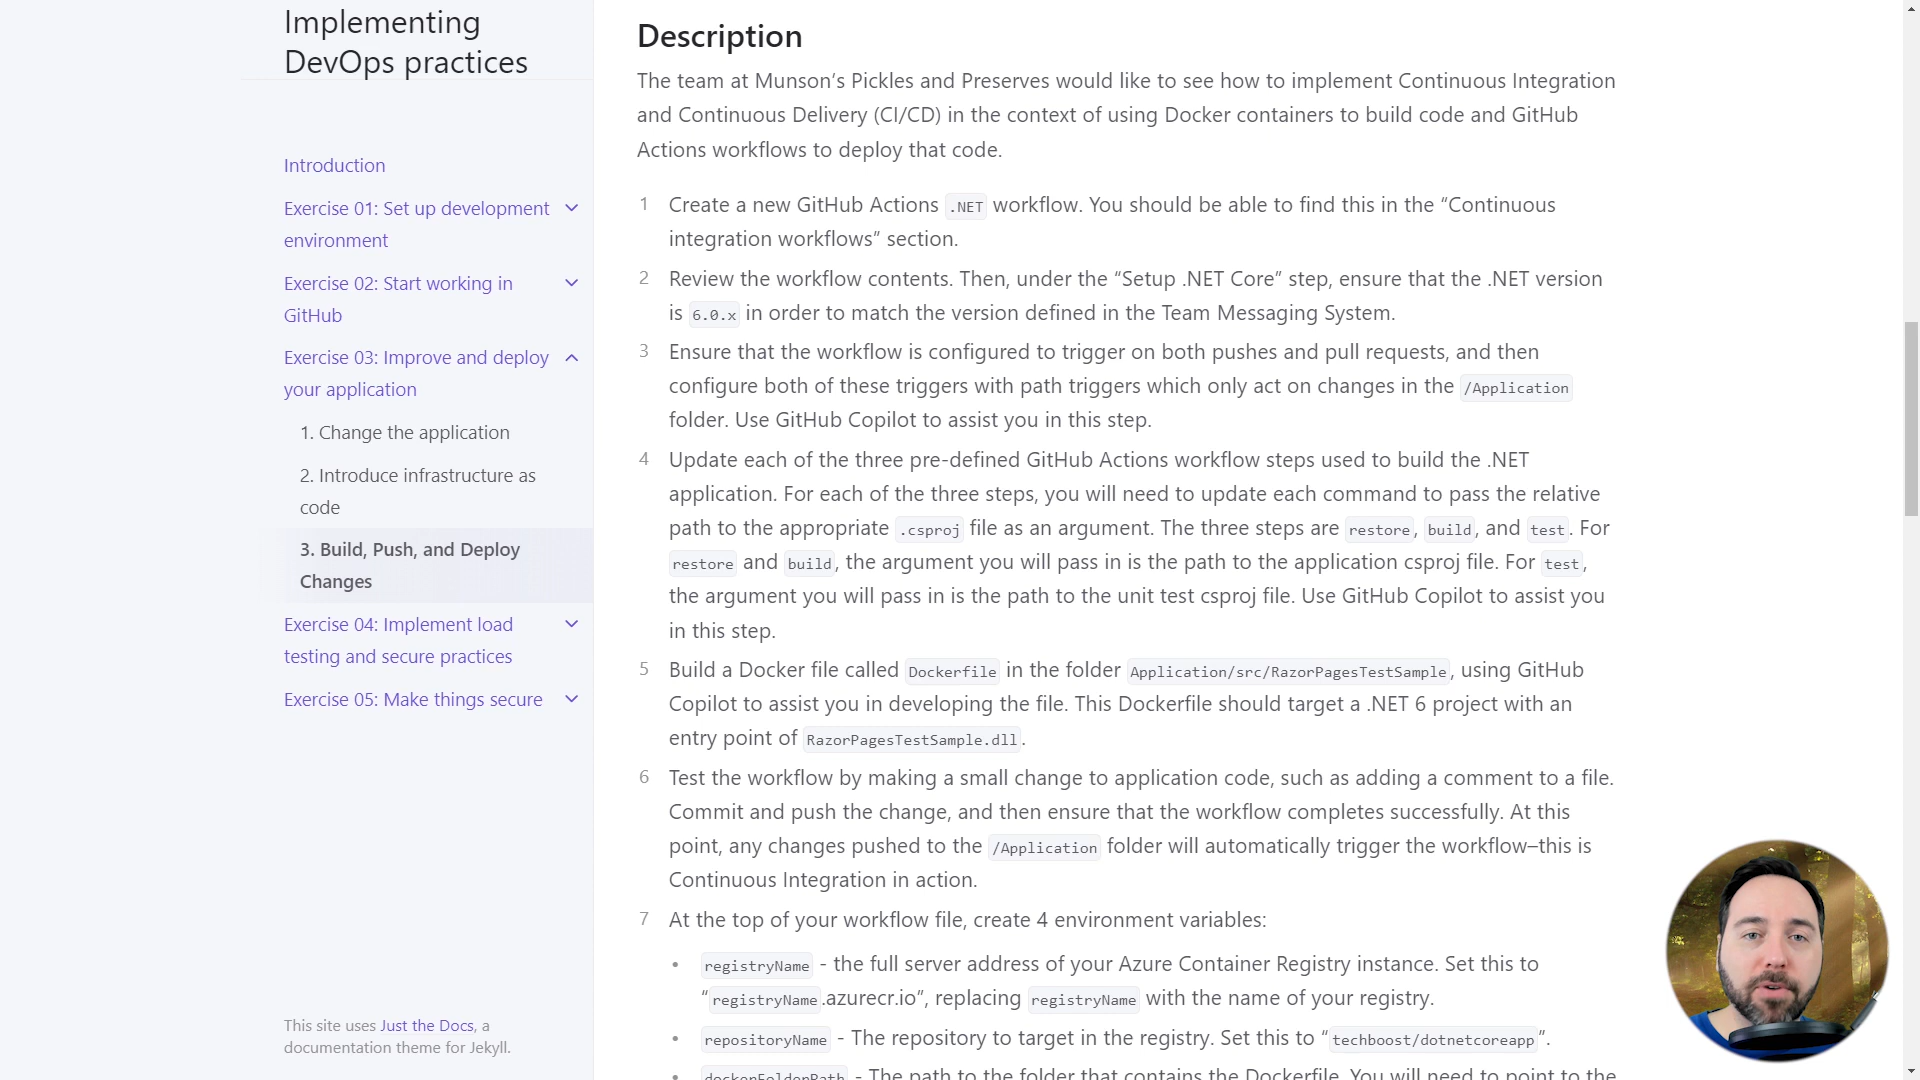 Implementing
DevOps practices
Introduction
Exercise 01: Set up development
environment
Exercise 02: Start working in
GitHub
Exercise 03: Improve and deploy
your application
1. Change the application
2. Introduce infrastructure as
code
3. Build, Push, and Deploy
Changes
Exercise 04: Implement load
testing and secure practices
Exercise 05: Make things secure
This site uses Just the Docs, a
documentation theme for Jekyll.
Description
The team at Munson’s Pickles and Preserves would like to see how to implement Continuous Integration
and Continuous Delivery (CI/CD) in the context of using Docker containers to build code and GitHub
Actions workflows to deploy that code.
1 Create a new GitHub Actions .NET workflow. You should be able to find this in the “Continuous
integration workflows” section.
2 Review the workflow contents. Then, under the “Setup .NET Core” step, ensure that the .NET version
is 6.0.x in order to match the version defined in the Team Messaging System.
3 Ensure that the workflow is configured to trigger on both pushes and pull requests, and then
configure both of these triggers with path triggers which only act on changes in the /Application
folder. Use GitHub Copilot to assist you in this step.
4 Update each of the three pre-defined GitHub Actions workflow steps used to build the .NET
application. For each of the three steps, you will need to update each command to pass the relative
path to the appropriate .csproj file as an argument. The three steps are restore, build, and test. For
restore and build, the argument you will pass in is the path to the application csproj file. For test,
the argument you will pass in is the path to the unit test csproj file. Use GitHub Copilot to assist you
in this step.
5 Build a Docker file called Dockerfile in the folder Application/src/RazorPagesTestSample, using GitHub
Copilot to assist you in developing the file. This Dockerfile should target a .NET 6 project with an
entry point of RazorPagesTestSample.dll.
6 Test the workflow by making a small change to application code, such as adding a comment to a file.
Commit and push the change, and then ensure that the workflow completes successfully. At this
point, any changes pushed to the /Application folder will automatically trigger the workflow–this is
Continuous Integration in action.
7 At the top of your workflow file, create 4 environment variables:
• registryName - the full server address of your Azure Container Registry instance. Set this to
“registryName.azurecr.io”, replacing registryName with the name of your registry.
• repositoryName - The repository to target in the registry. Set this to “techboost/dotnetcoreapp”.
• dockerFolderPath - The path to the folder that contains the Dockerfile. You will need to point to the